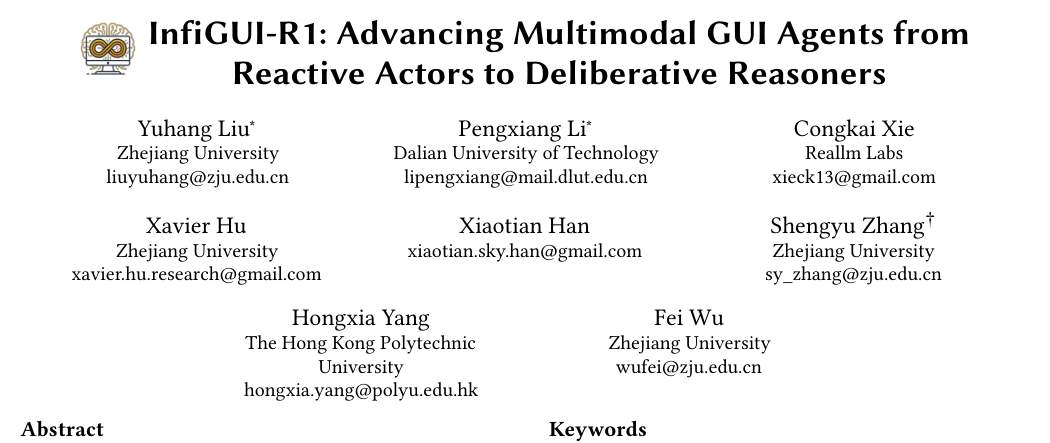 InfiGUI-R1: Advancing Multimodal GUI Agents from
Reactive Actors to Deliberative Reasoners
Yuhang Liu*
Zhejiang University
liuyuhang@zju.edu.cn
Pengxiang Li*
Dalian University of Technology
lipengxiang@mail.dlut.edu.cn
Congkai Xie
Reallm Labs
xieck13@gmail.com
Xavier Hu
Zhejiang University
xavier.hu.research@gmail.com
Xiaotian Han
xiaotian.sky.han@gmail.com
Shengyu Zhang†
Zhejiang University
sy_zhang@zju.edu.cn
Hongxia Yang
The Hong Kong Polytechnic
University
hongxia.yang@polyu.edu.hk
Fei Wu
Zhejiang University
wufei@zju.edu.cn
Abstract
Keywords